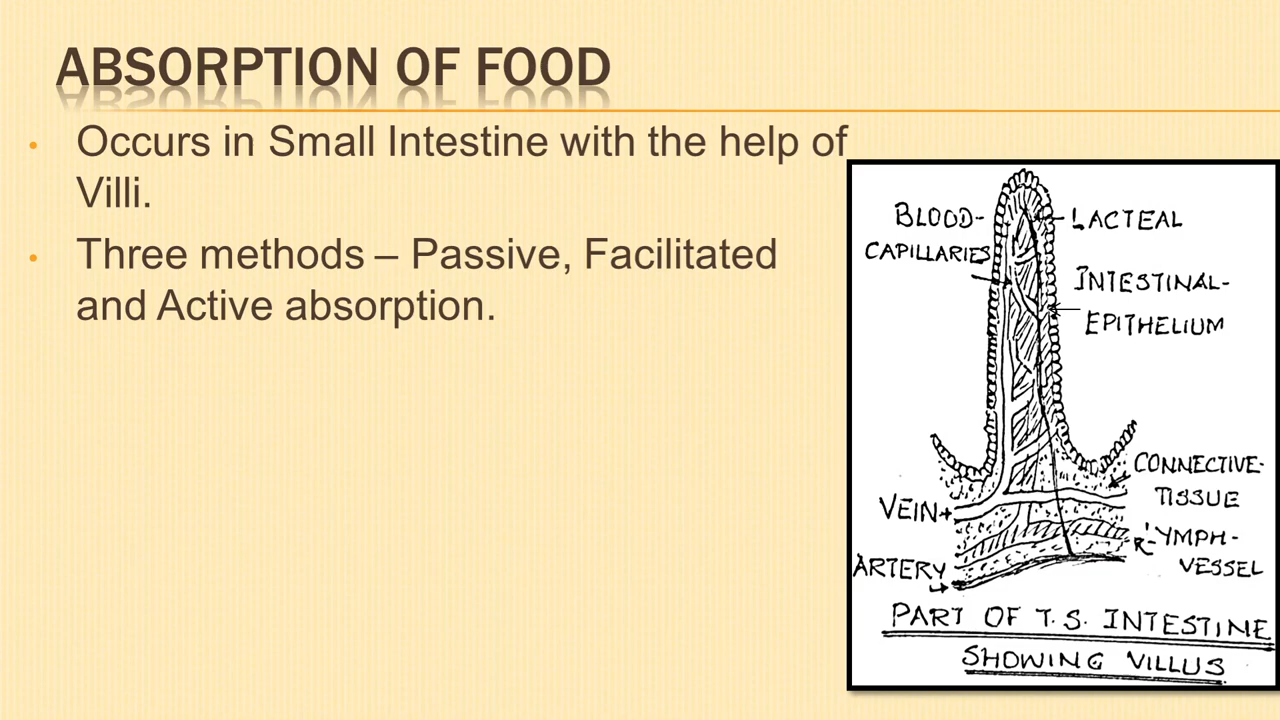 ABSORPTION OF FOOD
• Occurs in Small Intestine with the help of
Villi.
• Three methods – Passive, Facilitated
and Active absorption.
BLOOD-
CAPILLARIES
LACTEAL
INTESTINAL-
EPITHELIUM
CONNECTIVE-
TISSUE
VEIN
LYMPH-
VESSEL
ARTERY
PART OF T.S. INTESTINE
SHOWING VILLUS